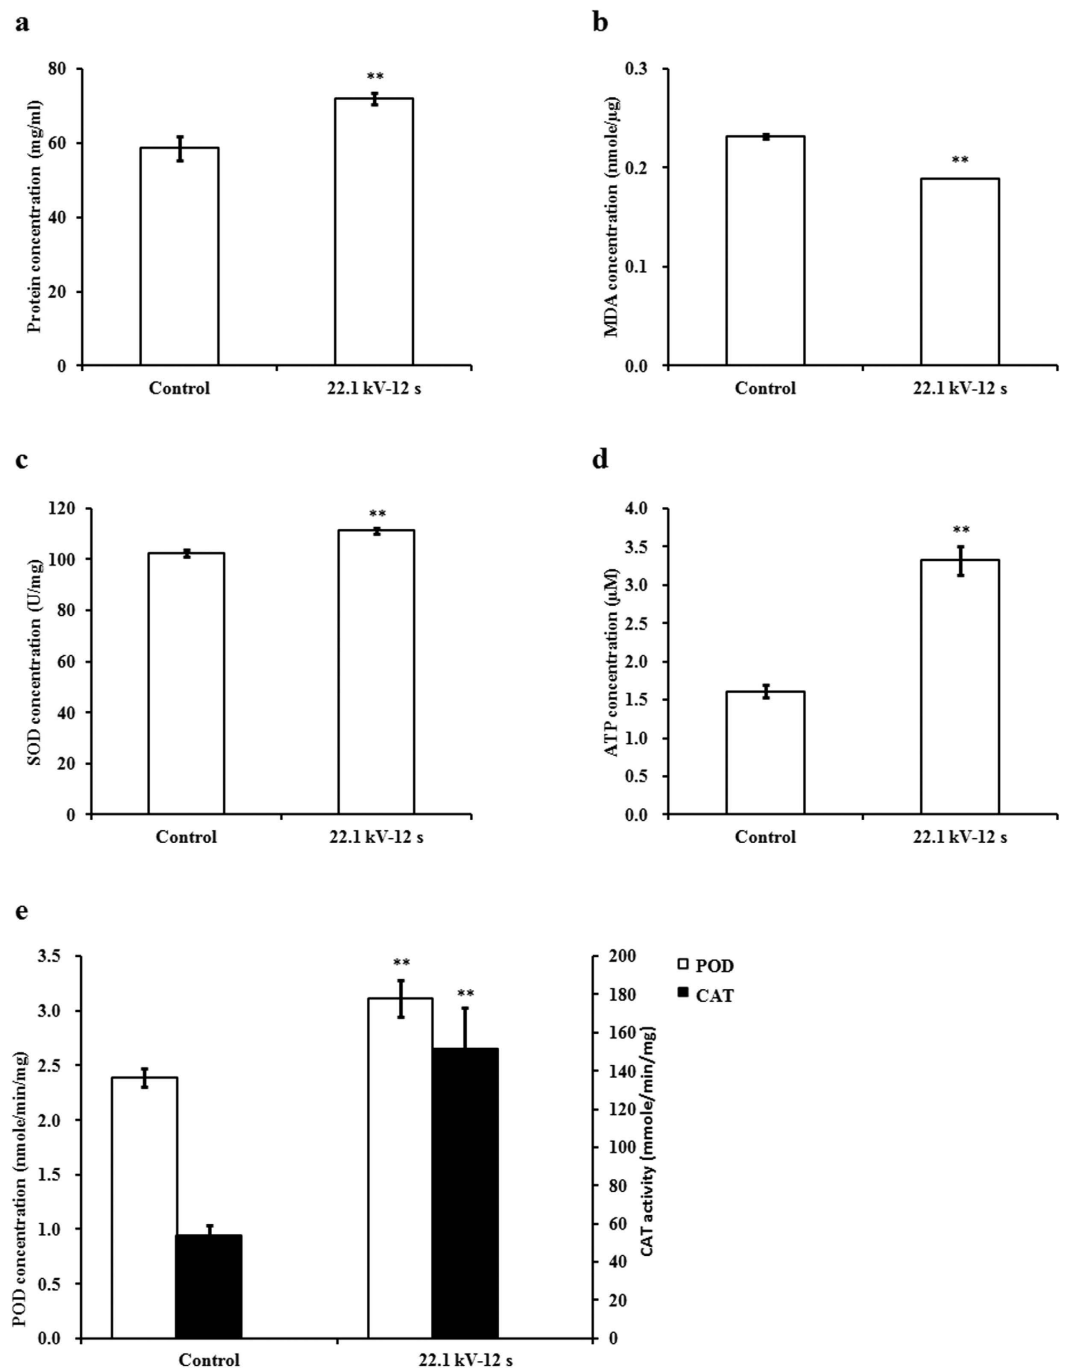 a
Protein concentration (mg/ml)
80
60
40
20
0
**
Control
22.1 kV-12 s
b
MDA concentration (nmole/µg)
0.3
0.2
0.1
0.0
**
Control
22.1 kV-12 s
c
SOD concentration (U/mg)
120
100
80
60
40
20
0
**
Control
22.1 kV-12 s
d
ATP concentration (µM)
4.0
3.5
3.0
2.5
2.0
1.5
1.0
0.5
0.0
**
Control
22.1 kV-12 s
e
POD concentration (nmole/min/mg)
3.5
3.0
2.5
2.0
1.5
1.0
0.5
0.0
**
**
Control
22.1 kV-12 s
200
180
160
140
120
100
80
60
40
20
0
CAT activity (mmole/min/mg)
POD
CAT